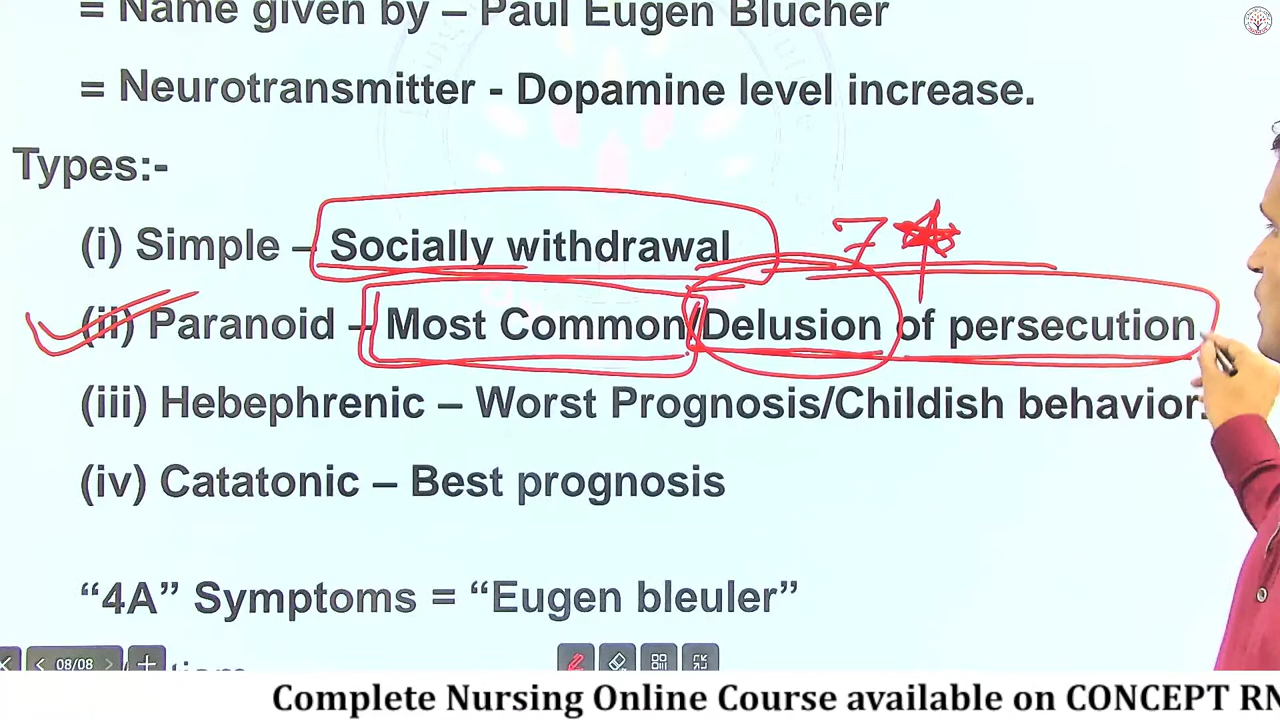 = Name given by – Paul Eugen Blucher
= Neurotransmitter - Dopamine level increase.
Types:-
(i) Simple – Socially withdrawal
7
(ii) Paranoid – Most Common/Delusion of persecution
(iii) Hebephrenic – Worst Prognosis/Childish behavior.
(iv) Catatonic – Best prognosis
“4A” Symptoms = “Eugen bleuler”
08/08
Complete Nursing Online Course available on CONCEPT RN